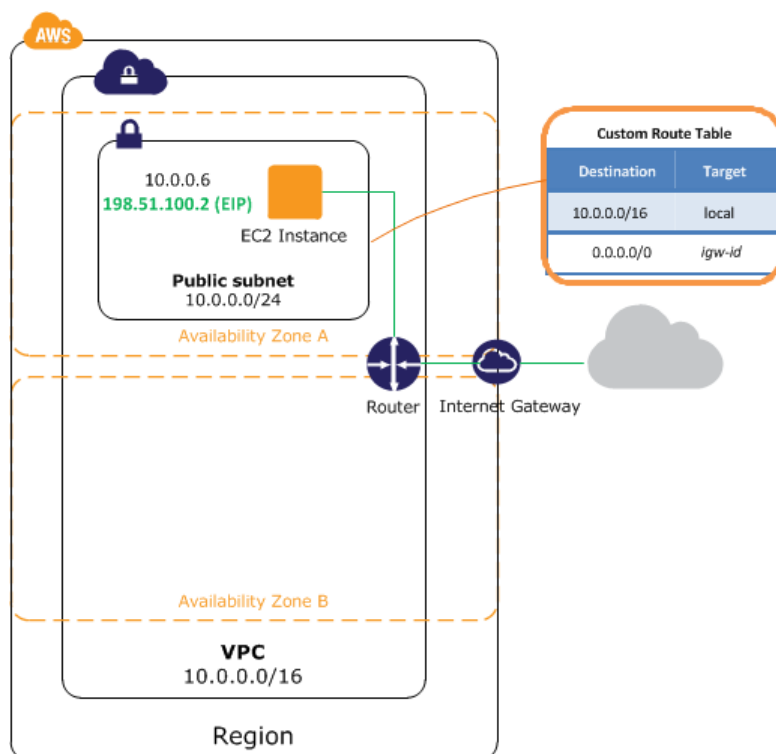 AWS
Custom Route Table
Destination Target
10.0.0.0/16 local
0.0.0.0/0 igw-id
10.0.0.6
198.51.100.2 (EIP)
EC2 Instance
Public subnet
10.0.0.0/24
Availability Zone A
Router
Internet Gateway
Availability Zone B
VPC
10.0.0.0/16
Region